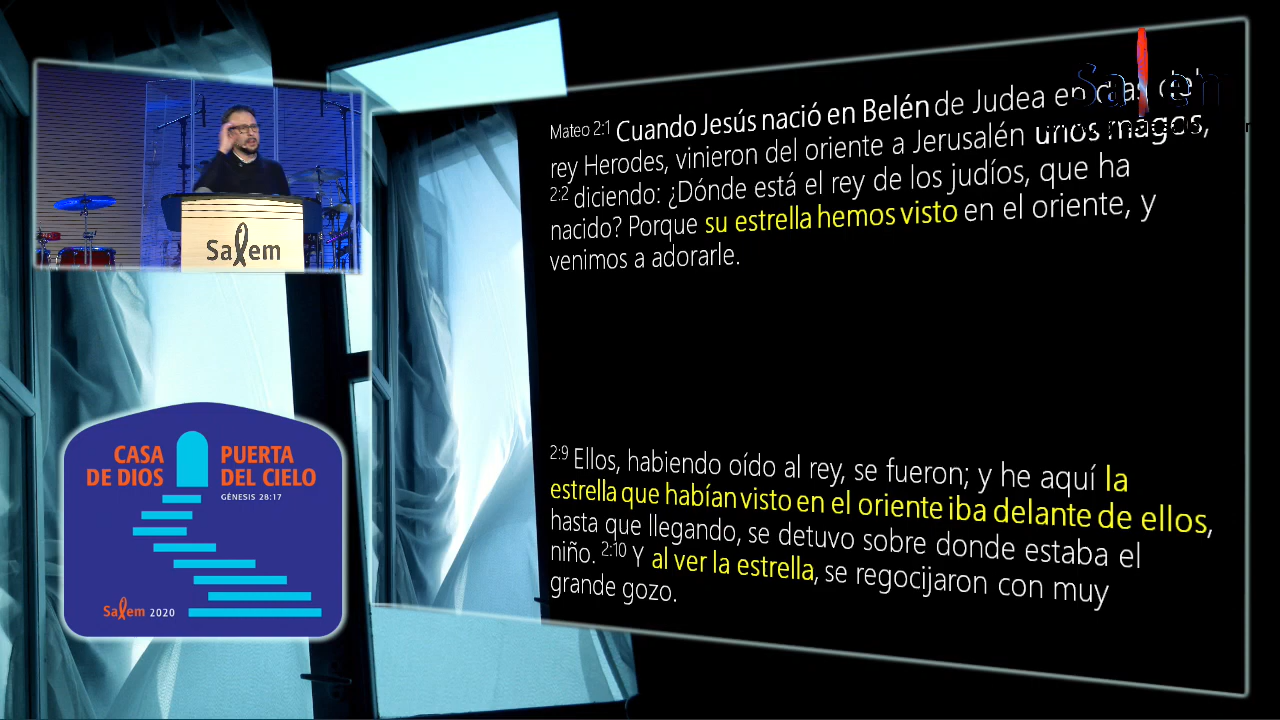 Salem
Mateo 2:1 Cuando Jesús nació en Belén de Judea en días del
rey Herodes, vinieron del oriente a Jerusalén unos magos,
2:2 diciendo: ¿Dónde está el rey de los judíos, que ha
nacido? Porque su estrella hemos visto en el oriente, y
venimos a adorarle.
Salem
2:9 Ellos, habiendo oído al rey, se fueron; y he aquí la
estrella que habían visto en el oriente iba delante de ellos,
hasta que llegando, se detuvo sobre donde estaba el
niño. 2:10 Y al ver la estrella, se regocijaron con muy
grande gozo.
CASA
DE DIOS
PUERTA
DEL CIELO
GÉNESIS 28:17
Salem 2020